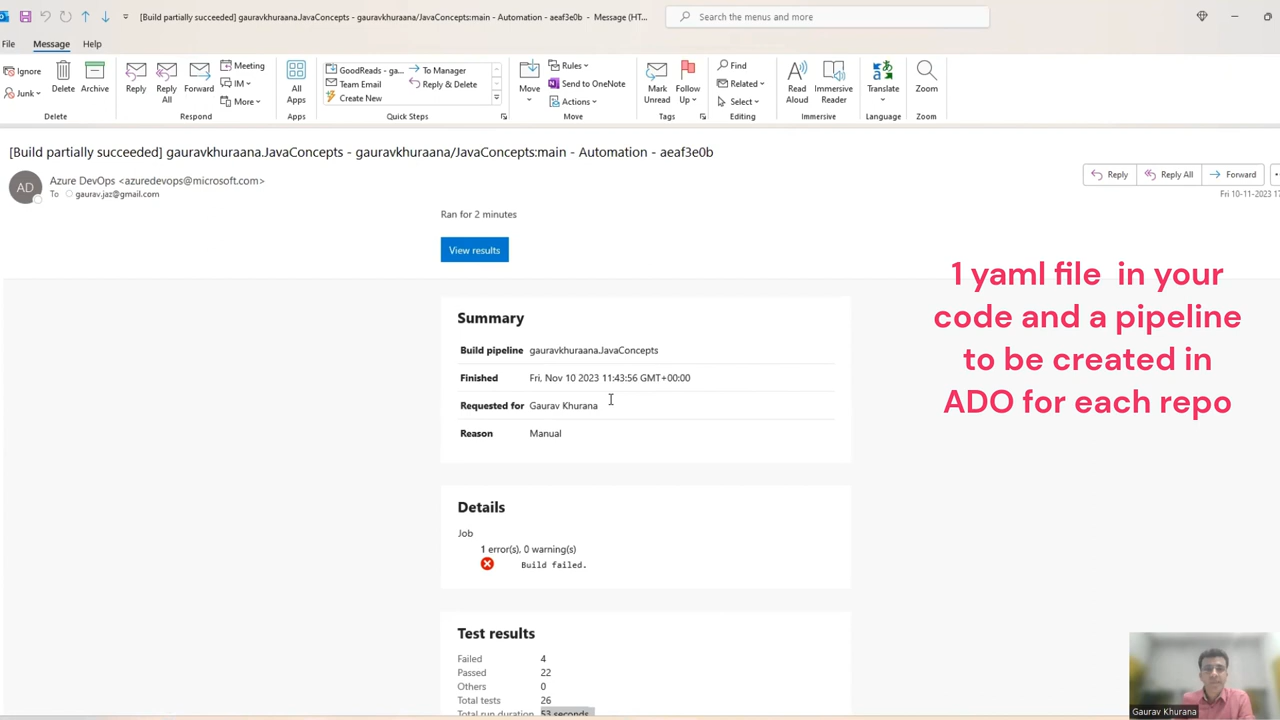 [Build partially succeeded] gauravkhuraana.JavaConcepts - gauravkhuraana/JavaConcepts:main - Automation - aeaf3e0b - Message (HT...
Search the menus and more
File Message Help
Ignore
Junk
Delete
Archive
Reply
Reply All
Forward
Meeting
IM
More
All Apps
GoodReads - ga...
Team Email
Create New
To Manager
Reply & Delete
Move
Rules
Send to OneNote
Actions
Mark Unread
Follow Up
Find
Related
Select
Read Aloud
Immersive Reader
Translate
Zoom
Delete Respond Apps Quick Steps Move Tags Editing Immersive Language Zoom
[Build partially succeeded] gauravkhuraana.JavaConcepts - gauravkhuraana/JavaConcepts:main - Automation - aeaf3e0b
AD
Azure DevOps <azuredevops@microsoft.com>
To gaurav.jaz@gmail.com
Reply Reply All Forward
Fri 10-11-2023 17
Ran for 2 minutes
View results
Summary
Build pipeline gauravkhuraana.JavaConcepts
Finished Fri, Nov 10 2023 11:43:56 GMT+00:00
Requested for Gaurav Khurana
Reason Manual
Details
Job
1 error(s), 0 warning(s)
Build failed.
Test results
Failed 4
Passed 22
Others 0
Total tests 26
Total run duration 53 seconds
1 yaml file in your
code and a pipeline
to be created in
ADO for each repo
Gaurav Khurana